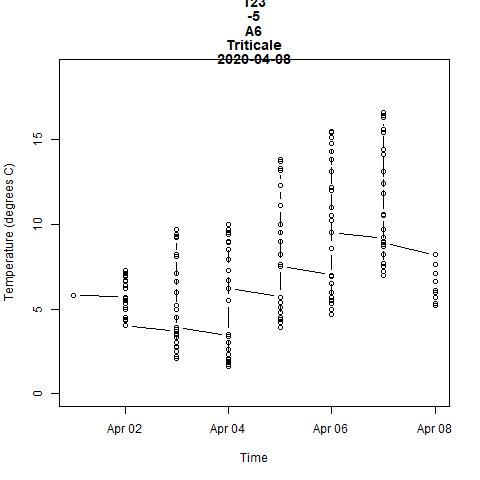 123
-5
A6
Triticale
2020-04-08
15
10
5
0
Temperature (degrees C)
Apr 02
Apr 04
Apr 06
Apr 08
Time